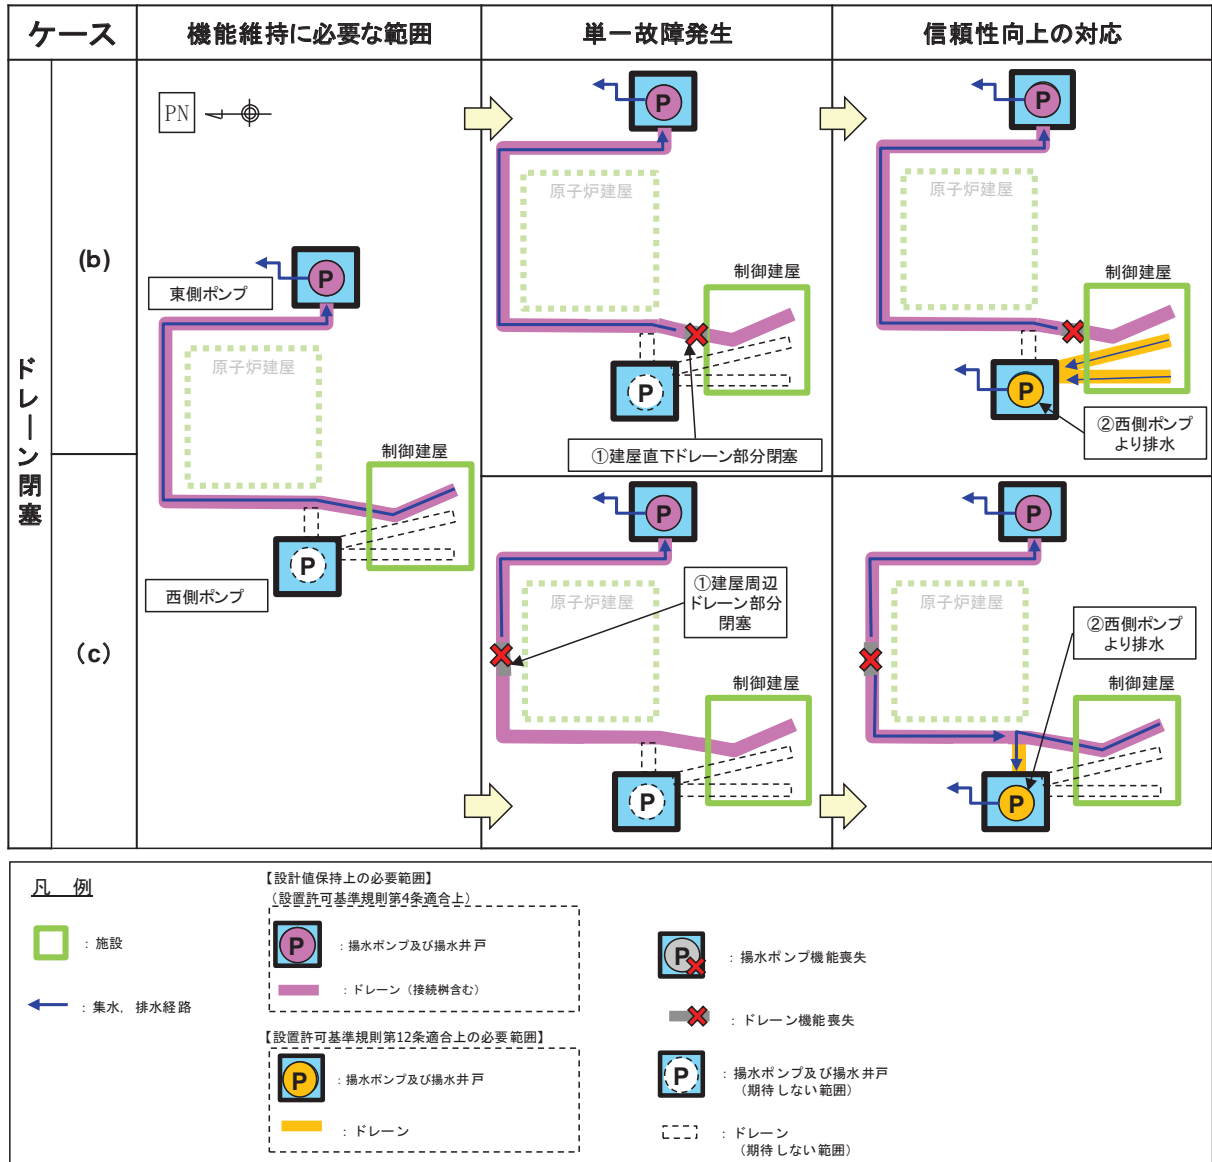 ケース
機能維持に必要な範囲
単一故障発生
信頼性向上の対応
ドレーン閉塞
(b)
PN
P
東側ポンプ
原子炉建屋
制御建屋
P
西側ポンプ
P
原子炉建屋
制御建屋
P
①建屋直下ドレーン部分閉塞
P
原子炉建屋
制御建屋
P
②西側ポンプ
より排水
(c)
P
①建屋周辺
ドレーン部分
閉塞
原子炉建屋
制御建屋
P
P
原子炉建屋
②西側ポンプ
より排水
制御建屋
P
凡 例
：施設
：集水，排水経路
【設計値保持上の必要範囲】
（設置許可基準規則第4条適合上）
P
：揚水ポンプ及び揚水井戸
：ドレーン（接続桝含む）
【設置許可基準規則第12条適合上の必要範囲】
P
：揚水ポンプ及び揚水井戸
：ドレーン
P
：揚水ポンプ機能喪失
：ドレーン機能喪失
P
：揚水ポンプ及び揚水井戸
（期待しない範囲）
：ドレーン
（期待しない範囲）